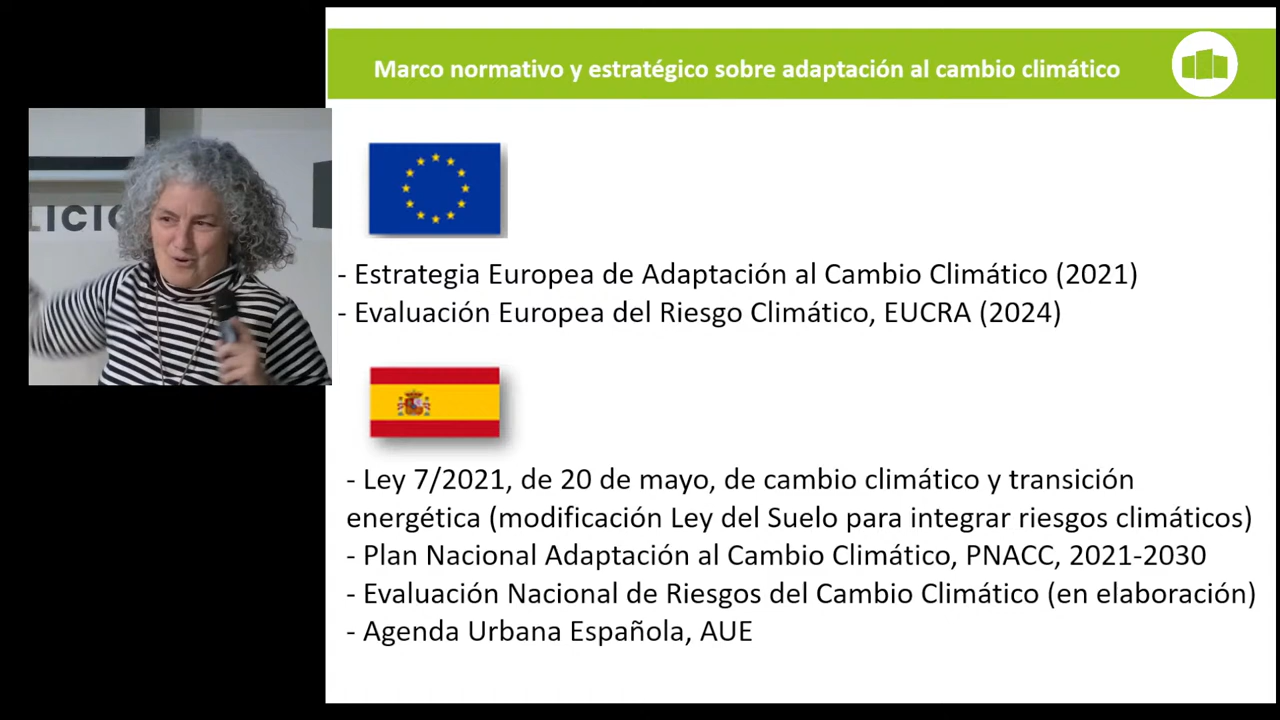 Marco normativo y estratégico sobre adaptación al cambio climático
LICIO
- Estrategia Europea de Adaptación al Cambio Climático (2021)
- Evaluación Europea del Riesgo Climático, EUCRA (2024)
- Ley 7/2021, de 20 de mayo, de cambio climático y transición
energética (modificación Ley del Suelo para integrar riesgos climáticos)
- Plan Nacional Adaptación al Cambio Climático, PNACC, 2021-2030
- Evaluación Nacional de Riesgos del Cambio Climático (en elaboración)
- Agenda Urbana Española, AUE